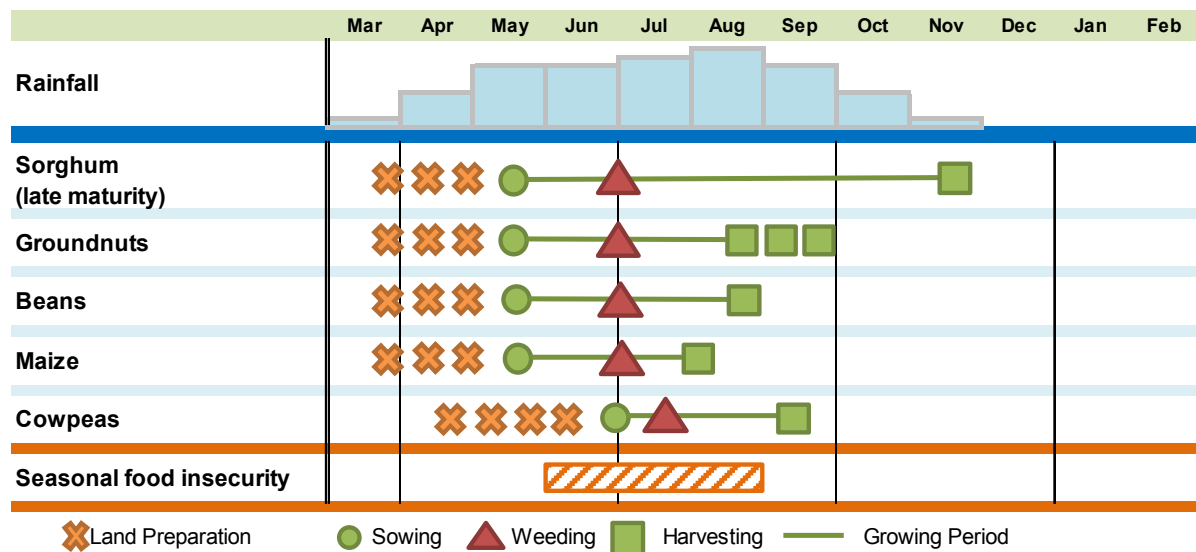 Mar Apr May Jun Jul Aug Sep Oct Nov Dec Jan Feb
Rainfall
Sorghum
(late maturity)
Groundnuts
Beans
Maize
Cowpeas
Seasonal food insecurity
Land Preparation Sowing Weeding Harvesting Growing Period